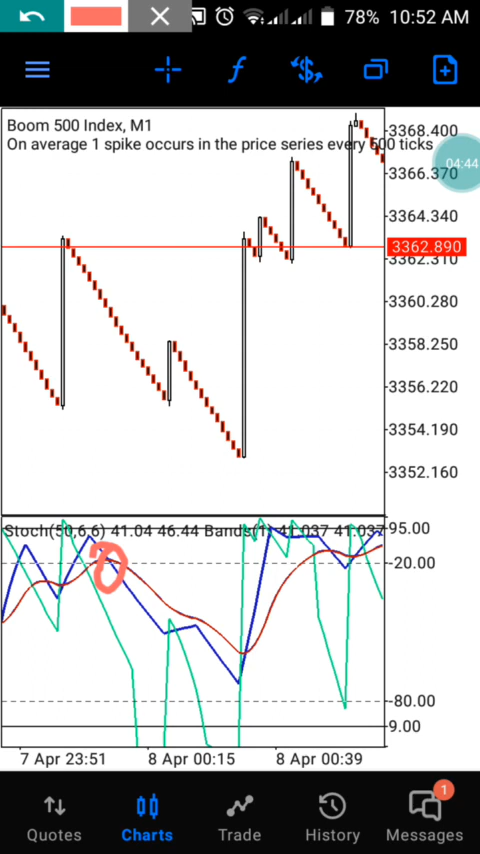 78% 10:52 AM
Boom 500 Index, M1
On average 1 spike occurs in the price series every 500 ticks
04:44
3368.400
3366.370
3364.340
3362.890
3362.310
3360.280
3358.250
3356.220
3354.190
3352.160
Stoch(50,6,6) 41.04 46.44 Bands(1) 41.037 41.037
95.00
-20.00
-80.00
9.00
7 Apr 23:51 8 Apr 00:15 8 Apr 00:39
1
Quotes Charts Trade History Messages